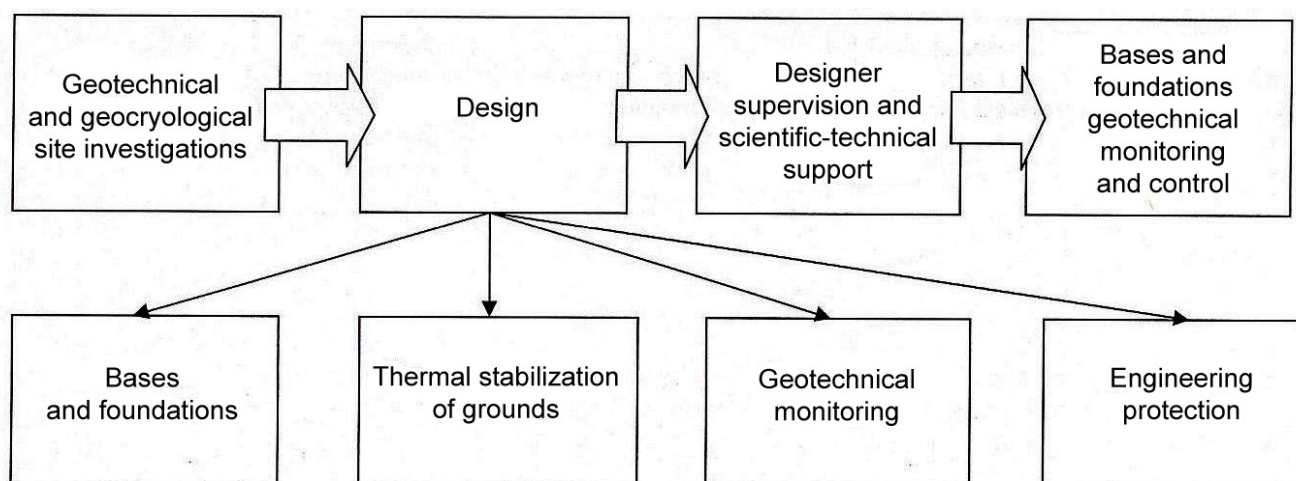 Geotechnical
and geocryological
site investigations
Design
Designer
supervision and
scientific-technical
support
Bases and
foundations
geotechnical
monitoring
and control
Bases
and foundations
Thermal stabilization
of grounds
Geotechnical
monitoring
Engineering
protection